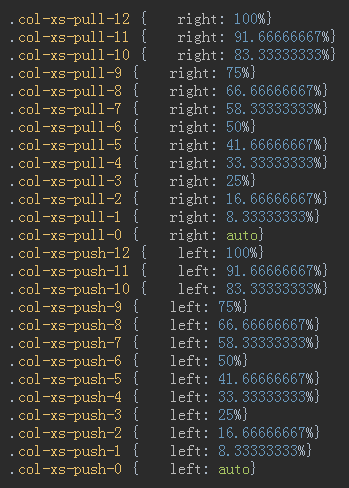 .col-xs-pull-12 {    right: 100%}
.col-xs-pull-11 {    right: 91.66666667%}
.col-xs-pull-10 {    right: 83.33333333%}
.col-xs-pull-9 {    right: 75%}
.col-xs-pull-8 {    right: 66.66666667%}
.col-xs-pull-7 {    right: 58.33333333%}
.col-xs-pull-6 {    right: 50%}
.col-xs-pull-5 {    right: 41.66666667%}
.col-xs-pull-4 {    right: 33.33333333%}
.col-xs-pull-3 {    right: 25%}
.col-xs-pull-2 {    right: 16.66666667%}
.col-xs-pull-1 {    right: 8.33333333%}
.col-xs-pull-0 {    right: auto}
.col-xs-push-12 {    left: 100%}
.col-xs-push-11 {    left: 91.66666667%}
.col-xs-push-10 {    left: 83.33333333%}
.col-xs-push-9 {    left: 75%}
.col-xs-push-8 {    left: 66.66666667%}
.col-xs-push-7 {    left: 58.33333333%}
.col-xs-push-6 {    left: 50%}
.col-xs-push-5 {    left: 41.66666667%}
.col-xs-push-4 {    left: 33.33333333%}
.col-xs-push-3 {    left: 25%}
.col-xs-push-2 {    left: 16.66666667%}
.col-xs-push-1 {    left: 8.33333333%}
.col-xs-push-0 {    left: auto}